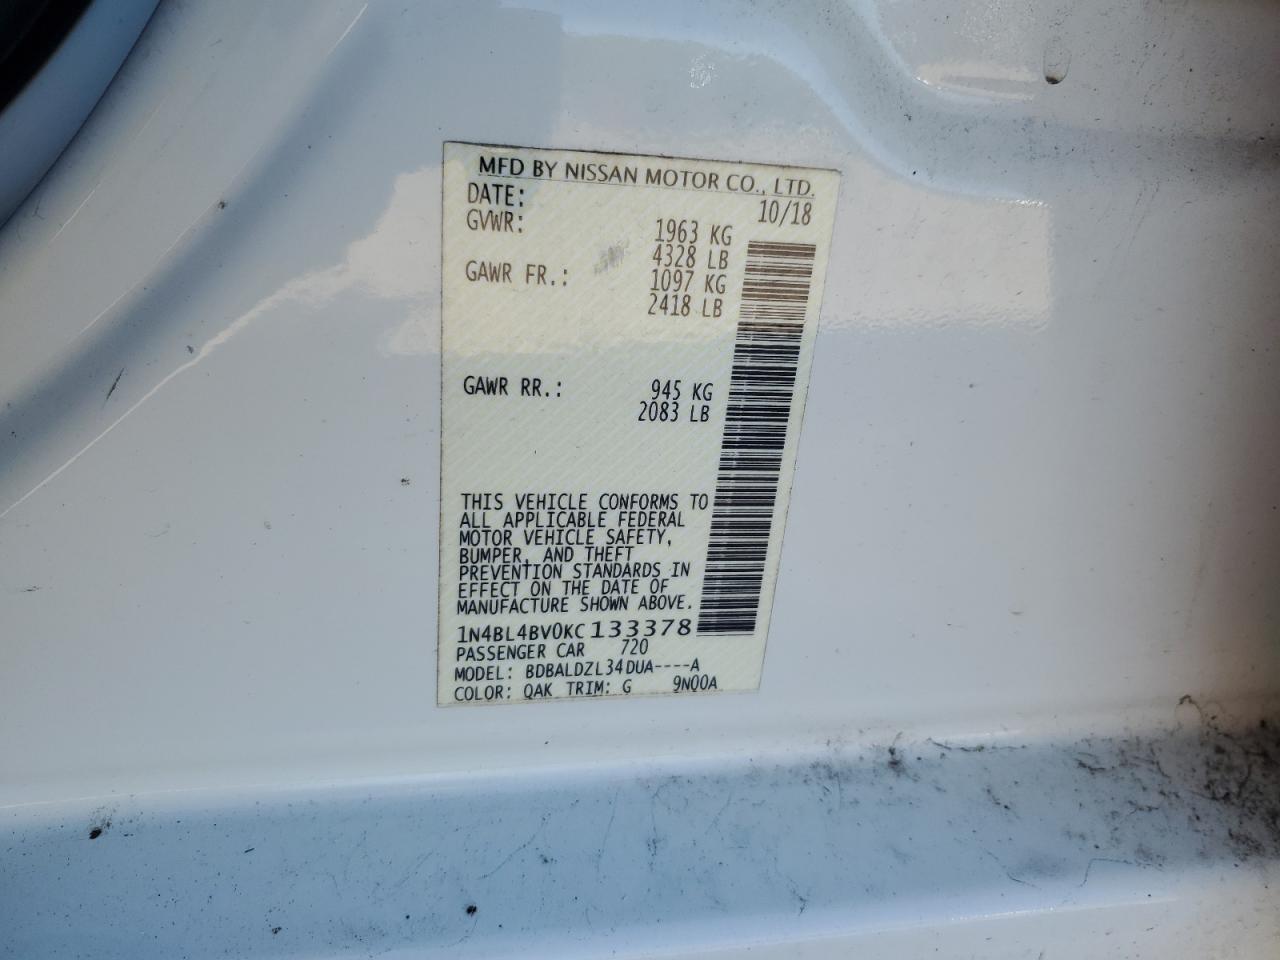 MFD BY NISSAN MOTOR CO., LTD.
DATE: 10/18
GVWR: 1963 KG
4328 LB
GAWR FR.: 1097 KG
2418 LB
GAWR RR.: 945 KG
2083 LB
THIS VEHICLE CONFORMS TO
ALL APPLICABLE FEDERAL
MOTOR VEHICLE SAFETY,
BUMPER, AND THEFT
PREVENTION STANDARDS IN
EFFECT ON THE DATE OF
MANUFACTURE SHOWN ABOVE.
1N4BL4BV0KC133378
PASSENGER CAR 720
MODEL: BDBALDZL34DUA----A
COLOR: QAK TRIM: G 9N00A